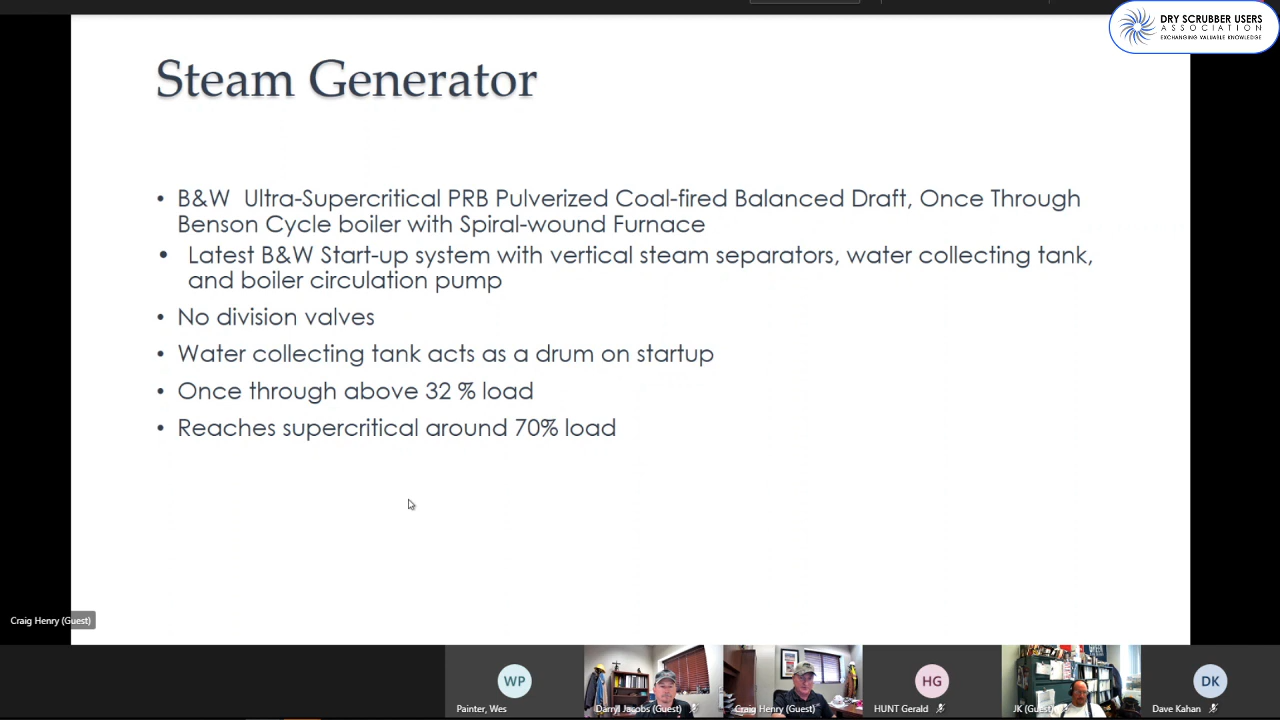 DRY SCRUBBER USERS
ASSOCIATION
EXCHANGING VALUABLE KNOWLEDGE
Steam Generator
• B&W Ultra-Supercritical PRB Pulverized Coal-fired Balanced Draft, Once Through
Benson Cycle boiler with Spiral-wound Furnace
• Latest B&W Start-up system with vertical steam separators, water collecting tank,
and boiler circulation pump
• No division valves
• Water collecting tank acts as a drum on startup
• Once through above 32 % load
• Reaches supercritical around 70% load
Craig Henry (Guest)
WP
HG
DK
Painter, Wes
Darryl Jacobs (Guest)
Craig Henry (Guest)
HUNT Gerald
JK (Guest)
Dave Kahan